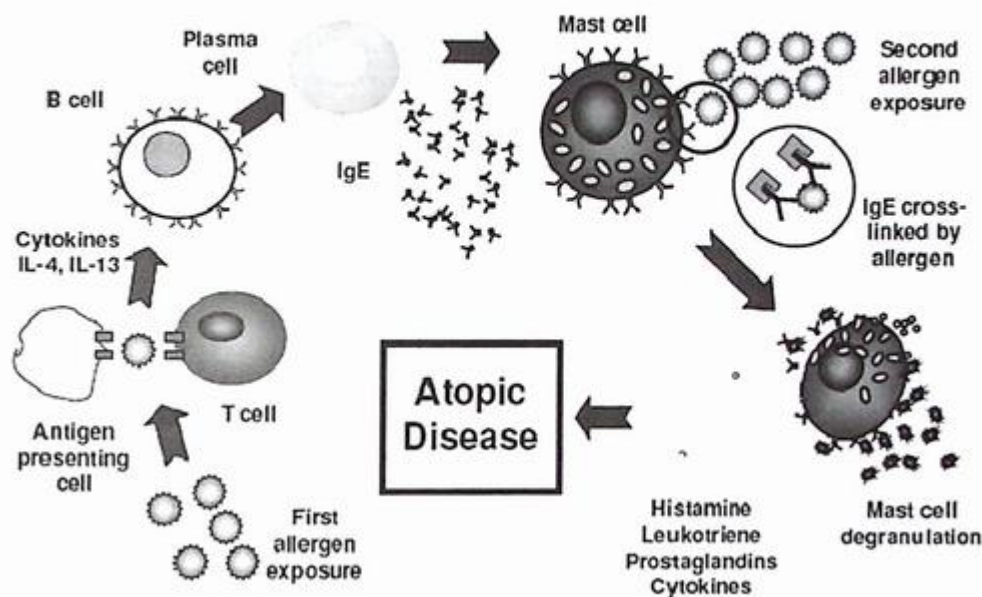 Plasma
cell
B cell
Mast cell
Second
allergen
exposure
IgE
IgE cross-
linked by
allergen
Cytokines
IL-4, IL-13
T cell
Antigen
presenting
cell
First
allergen
exposure
Atopic
Disease
Histamine
Leukotriene
Prostaglandins
Cytokines
Mast cell
degranulation